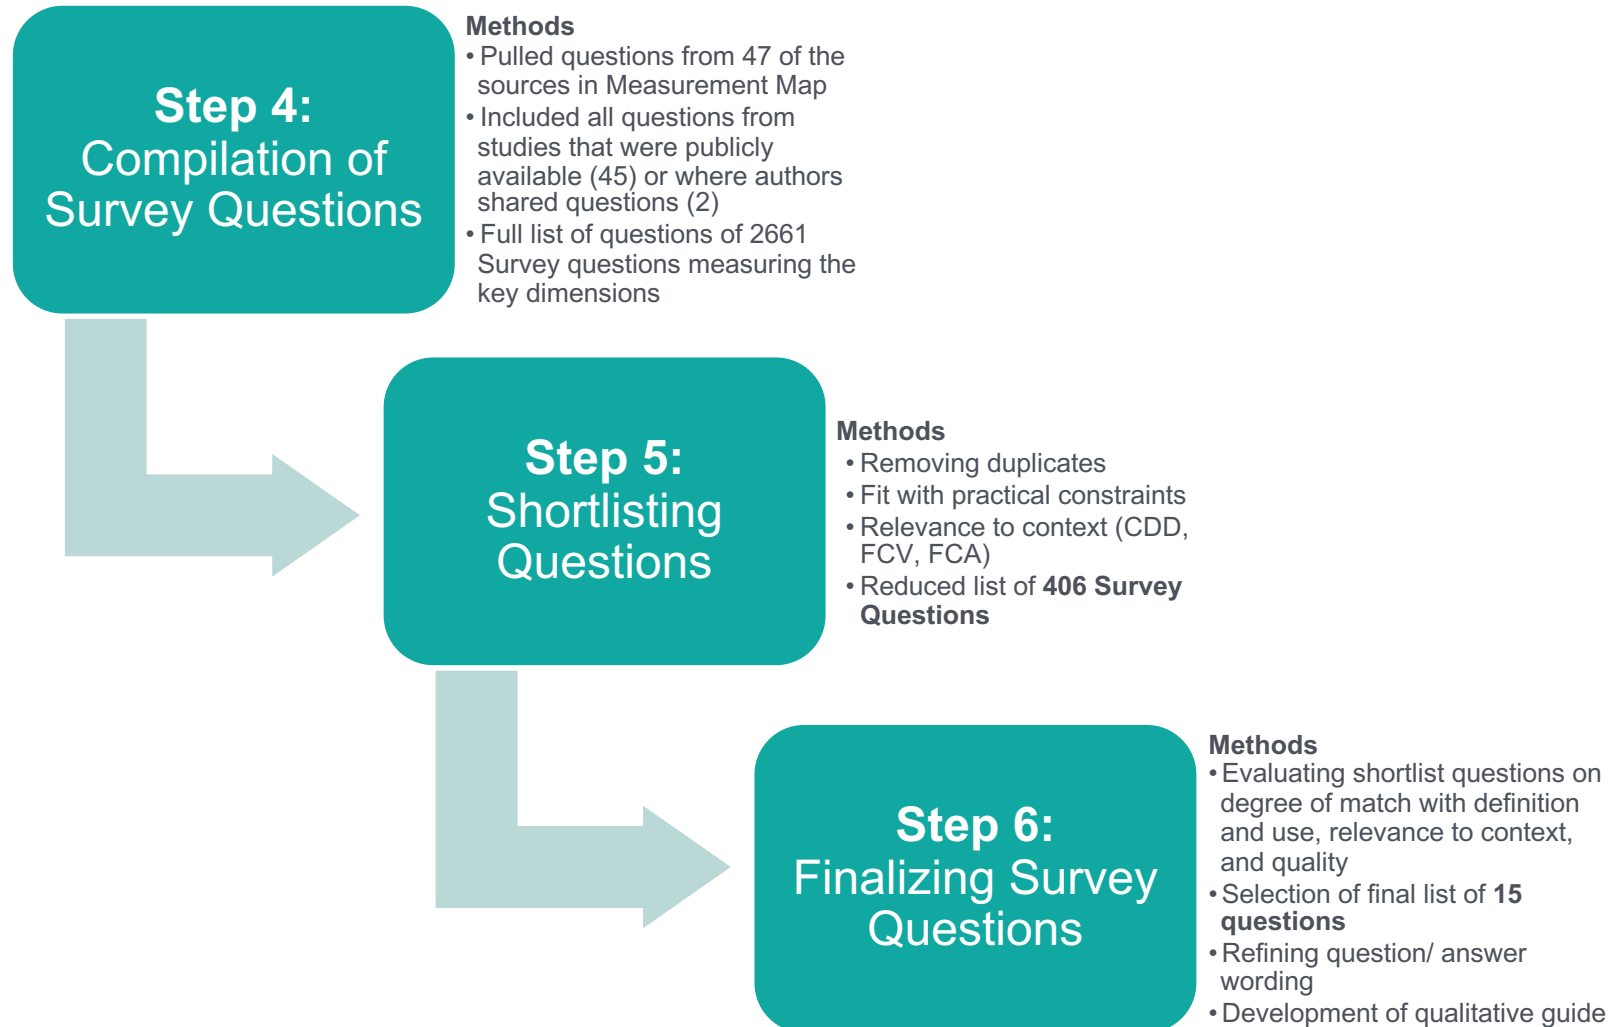 Step 4:
Compilation of
Survey Questions
Methods
• Pulled questions from 47 of the
sources in Measurement Map
• Included all questions from
studies that were publicly
available (45) or where authors
shared questions (2)
• Full list of questions of 2661
Survey questions measuring the
key dimensions
Step 5:
Shortlisting
Questions
Methods
• Removing duplicates
• Fit with practical constraints
• Relevance to context (CDD,
FCV, FCA)
• Reduced list of 406 Survey
Questions
Step 6:
Finalizing Survey
Questions
Methods
• Evaluating shortlist questions on
degree of match with definition
and use, relevance to context,
and quality
• Selection of final list of 15
questions
• Refining question/ answer
wording
• Development of qualitative guide